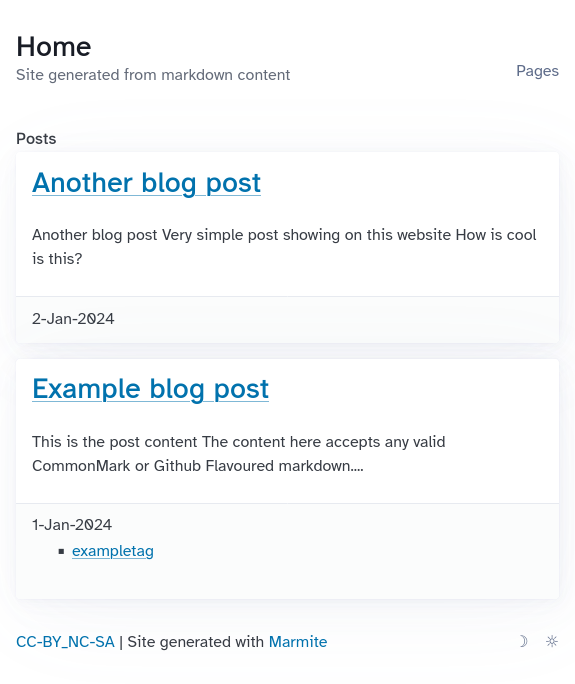 Home
Site generated from markdown content
Pages
Posts
Another blog post
Another blog post Very simple post showing on this website How is cool
is this?
2-Jan-2024
Example blog post
This is the post content The content here accepts any valid
CommonMark or Github Flavoured markdown....
1-Jan-2024
exampletag
CC-BY_NC-SA | Site generated with Marmite